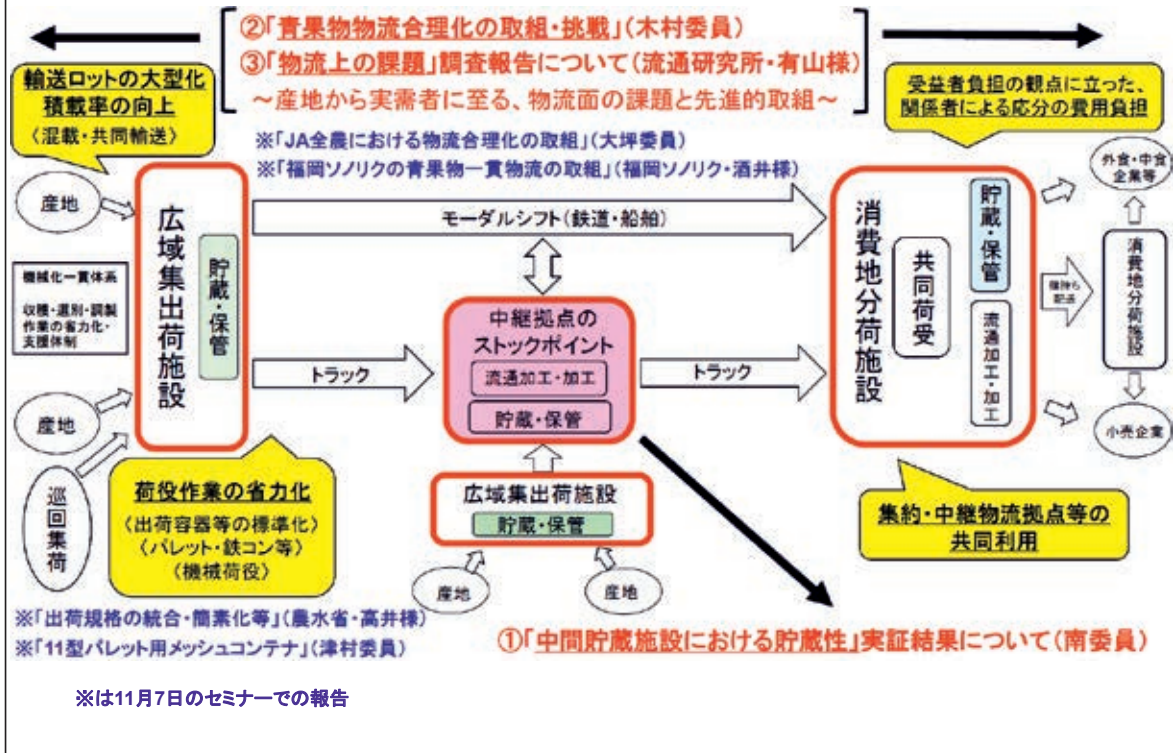 ②「青果物物流合理化の取組・挑戦」(木村委員)
③「物流上の課題」調査報告について(流通研究所・有山様)
～産地から実需者に至る、物流面の課題と先進的取組～
輸送ロットの大型化
積載率の向上
〈混載・共同輸送〉
受益者負担の観点に立った、
関係者による応分の費用負担
※「JA全農における物流合理化の取組」(大坪委員)
※「福岡ソノリクの青果物一貫物流の取組」(福岡ソノリク・酒井様)
産地
広域集出荷施設
貯蔵・保管
機械化一貫体系
収穫・選別・調製
作業の省力化・
支援体制
産地
巡回集荷
モーダルシフト(鉄道・船舶)
トラック
中継拠点の
ストックポイント
流通加工・加工
貯蔵・保管
トラック
広域集出荷施設
貯蔵・保管
産地
産地
消費地分荷施設
共同荷受
貯蔵・保管
流通加工・加工
配送
外食・中食
企業等
消費地分荷施設
小売企業
荷役作業の省力化
〈出荷容器等の標準化〉
〈パレット・鉄コン等〉
〈機械荷役〉
集約・中継物流拠点等の
共同利用
※「出荷規格の統合・簡素化等」(農水省・高井様)
※「11型パレット用メッシュコンテナ」(津村委員)
①「中間貯蔵施設における貯蔵性」実証結果について(南委員)
※は11月7日のセミナーでの報告